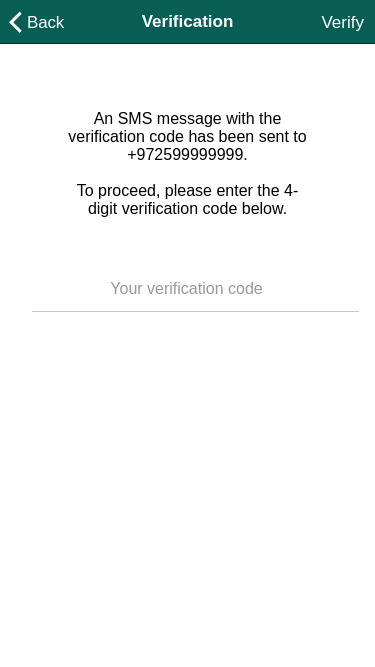 Back
Verification
Verify
An SMS message with the
verification code has been sent to
+972599999999.
To proceed, please enter the 4-
digit verification code below.
Your verification code